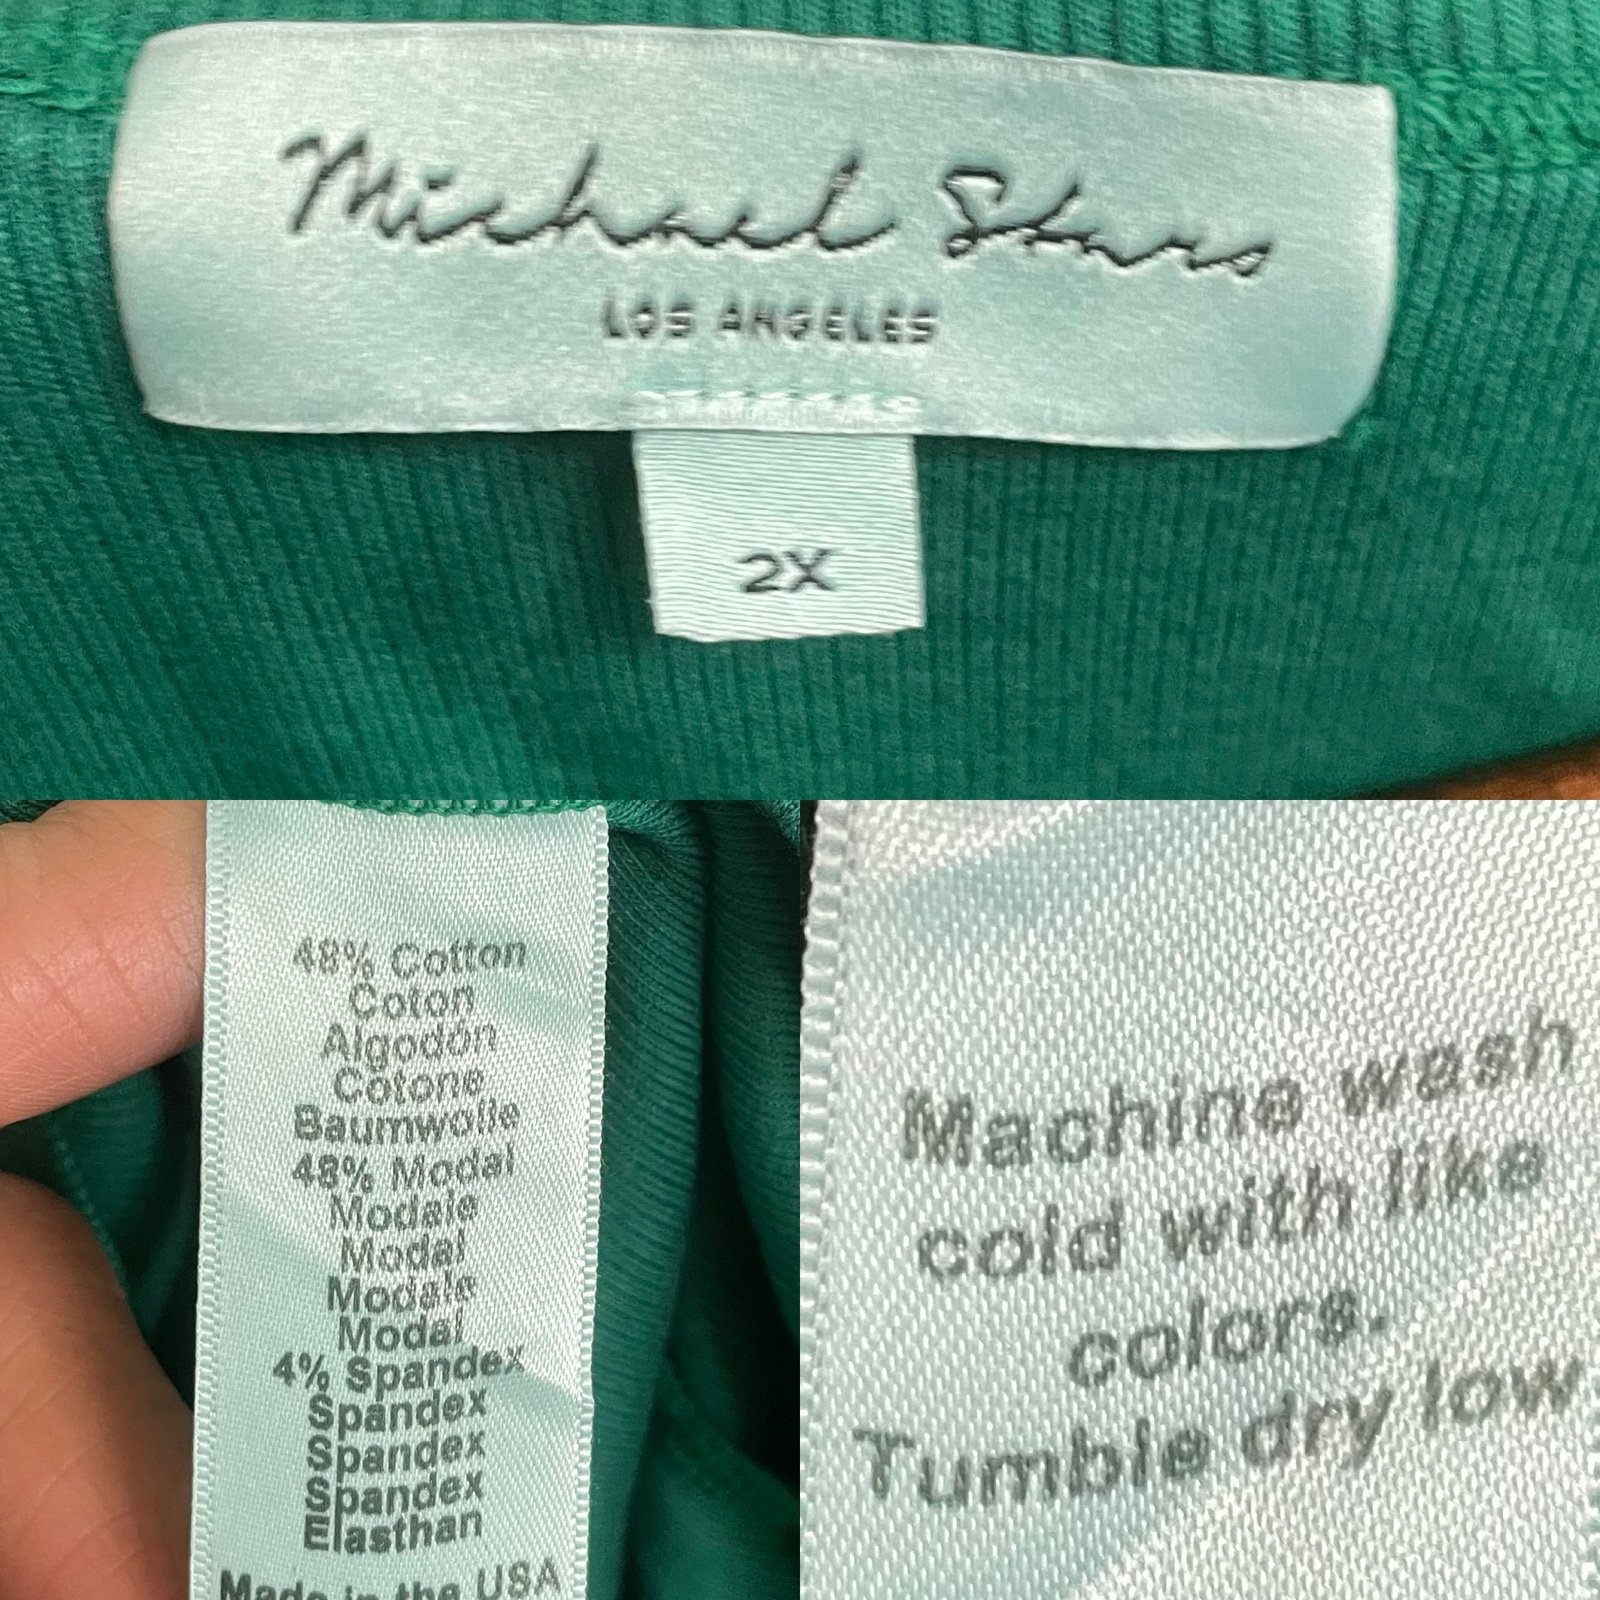 Michael Stars
LOS ANGELES
2X
48% Cotton
Coton
Algodón
Cotone
Baumwolle
48% Modal
Modale
Modal
Modale
Modal
4% Spandex
Spandex
Spandex
Spandex
Elasthan
Made in the USA
Machine wash
cold with like
colors.
Tumble dry low